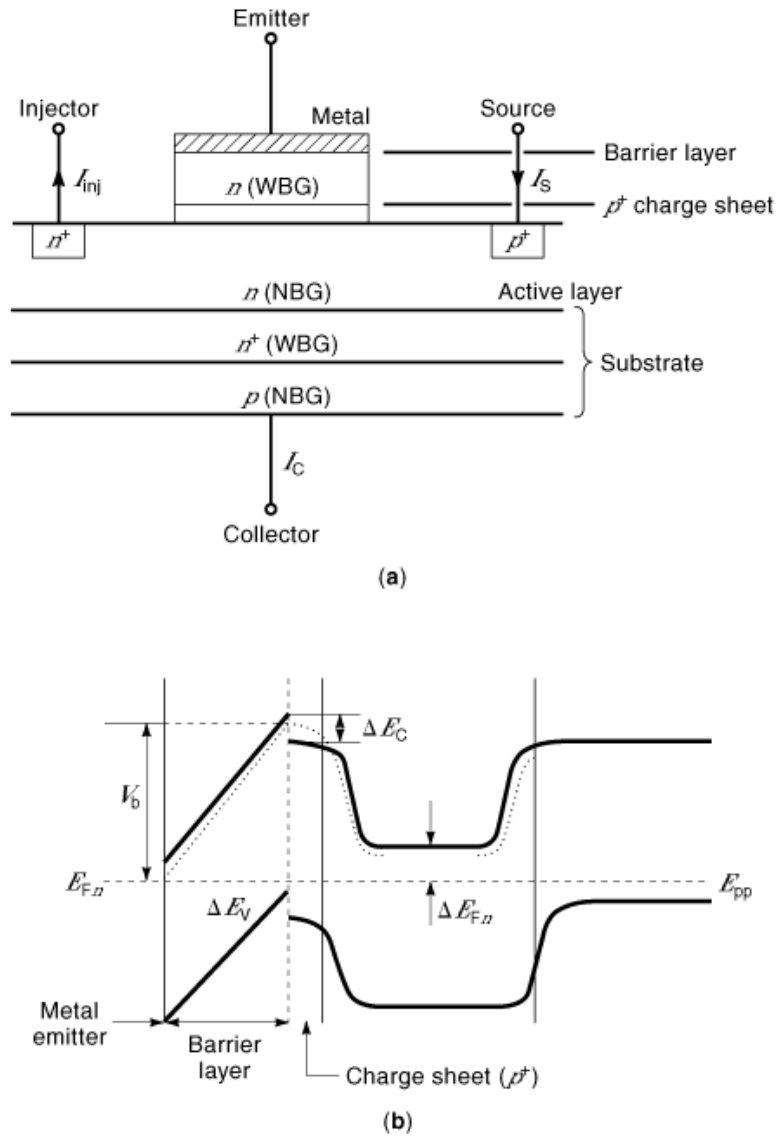 Emitter
Injector
Metal
Source
Barrier layer
I_inj
n (WBG)
I_S
p⁺ charge sheet
n⁺
p⁺
n (NBG)
Active layer
n⁺ (WBG)
Substrate
p (NBG)
I_C
Collector
(a)
ΔE_C
V_b
E_Fn
E_pp
ΔE_V
ΔE_Fn
Metal
emitter
Barrier
layer
Charge sheet (p⁺)
(b)